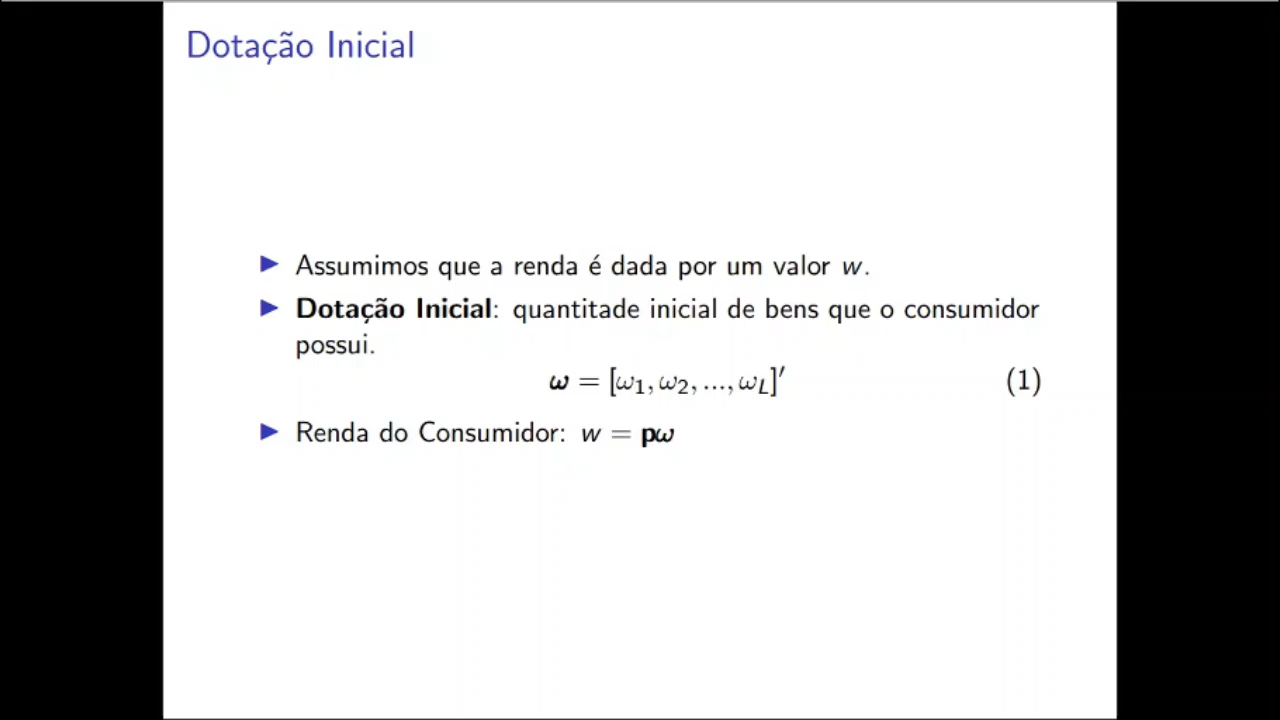 Dotação Inicial
▶ Assumimos que a renda é dada por um valor w.
▶ Dotação Inicial: quantitade inicial de bens que o consumidor
possui.
ω = [ω₁, ω₂, ..., ω_L]′ (1)
▶ Renda do Consumidor: w = pω